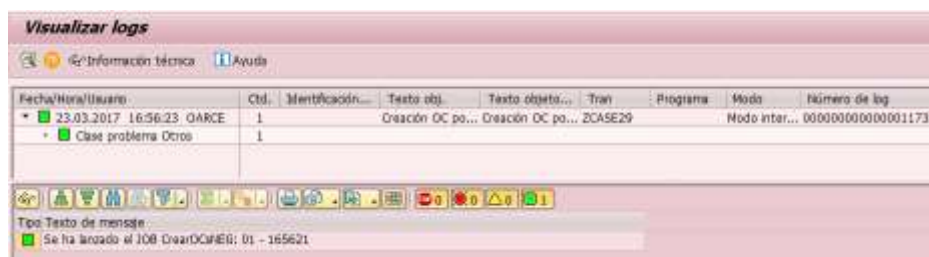 Visualizar logs
Información técnica Ayuda
Fecha/Hora/Usuario Ctd. Identificación... Texto obj. Texto objeto... Tran Programa Modo Número de log
23.03.2017 16:56:23 OARCE 1 Creación OC po... Creación OC po... ZCASE29 Modo inter... 00000000000000001173
Clase problema Otros 1
0 0 0 1
Tipo Texto de mensaje
Se ha lanzado el JOB 01 - 165621